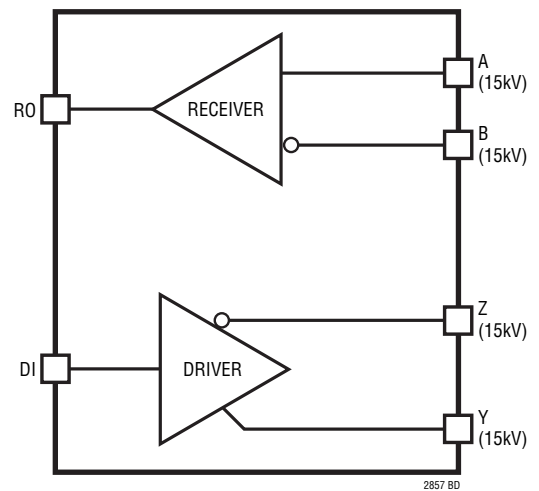 A
(15kV)
RO
RECEIVER
B
(15kV)
Z
(15kV)
DI
DRIVER
Y
(15kV)
2857 BD